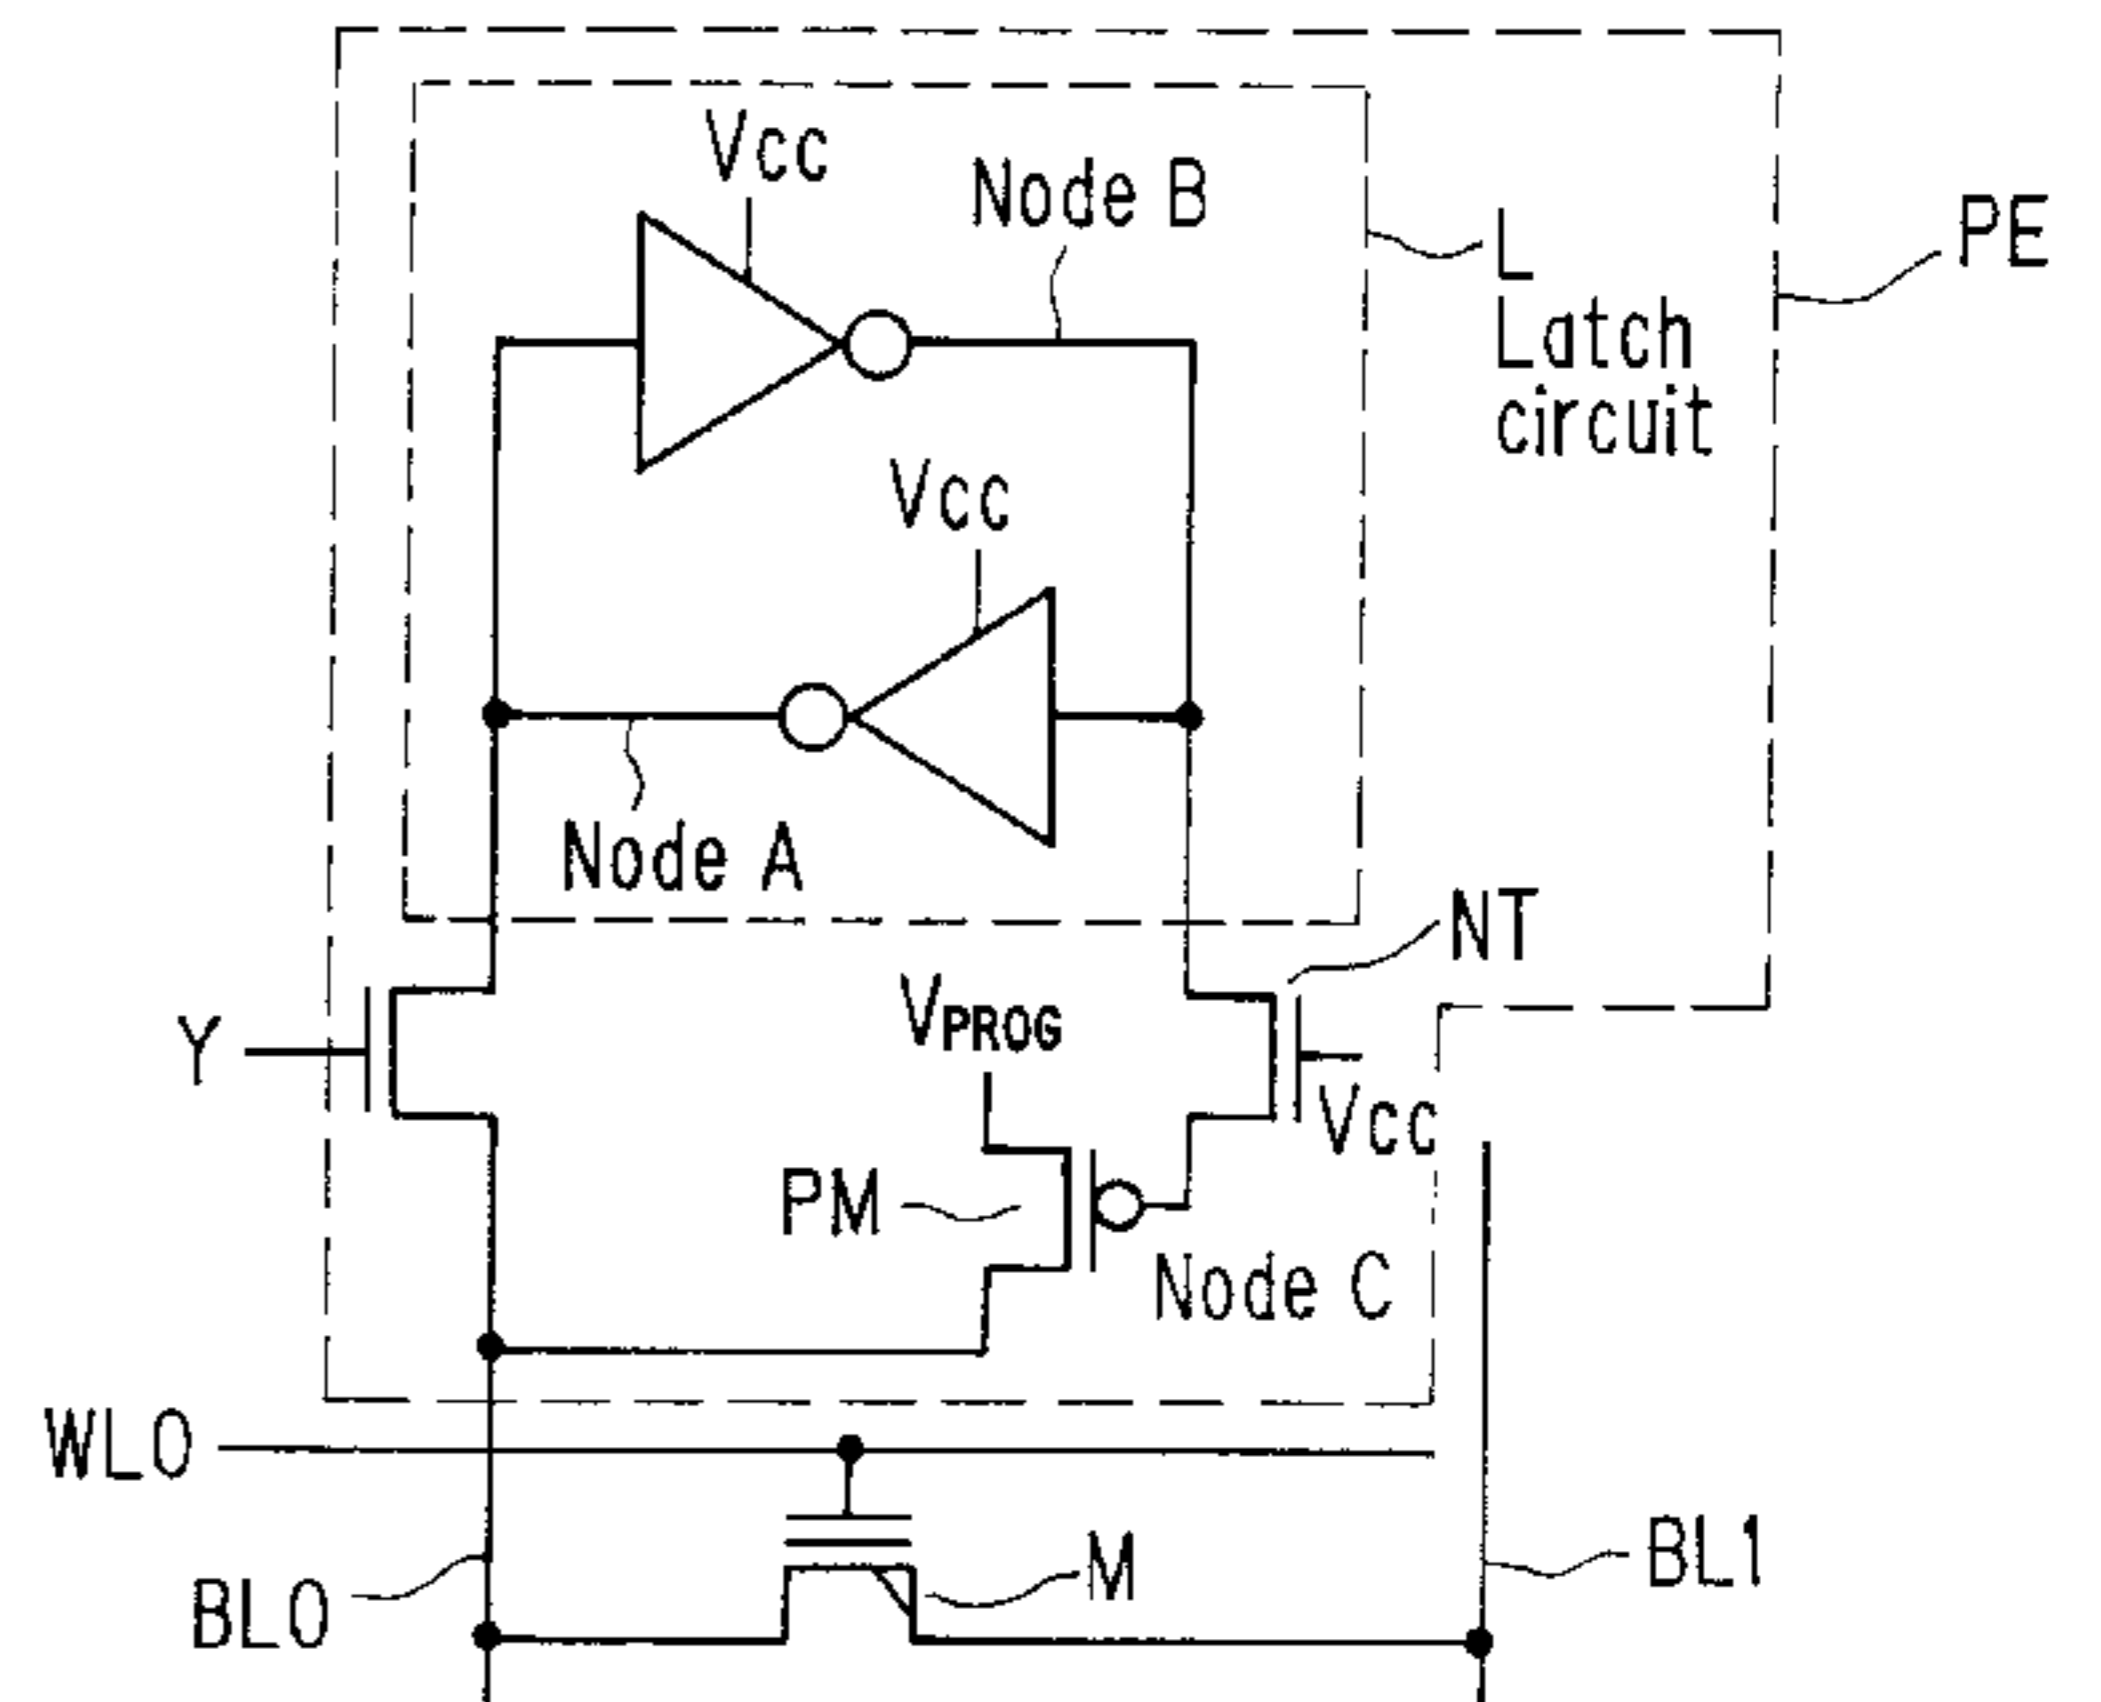 Vcc
Node B
PE
L
Latch
circuit
Vcc
Node A
NT
VPROG
Y
Vcc
PM
Node C
WL0
M
BL1
BL0